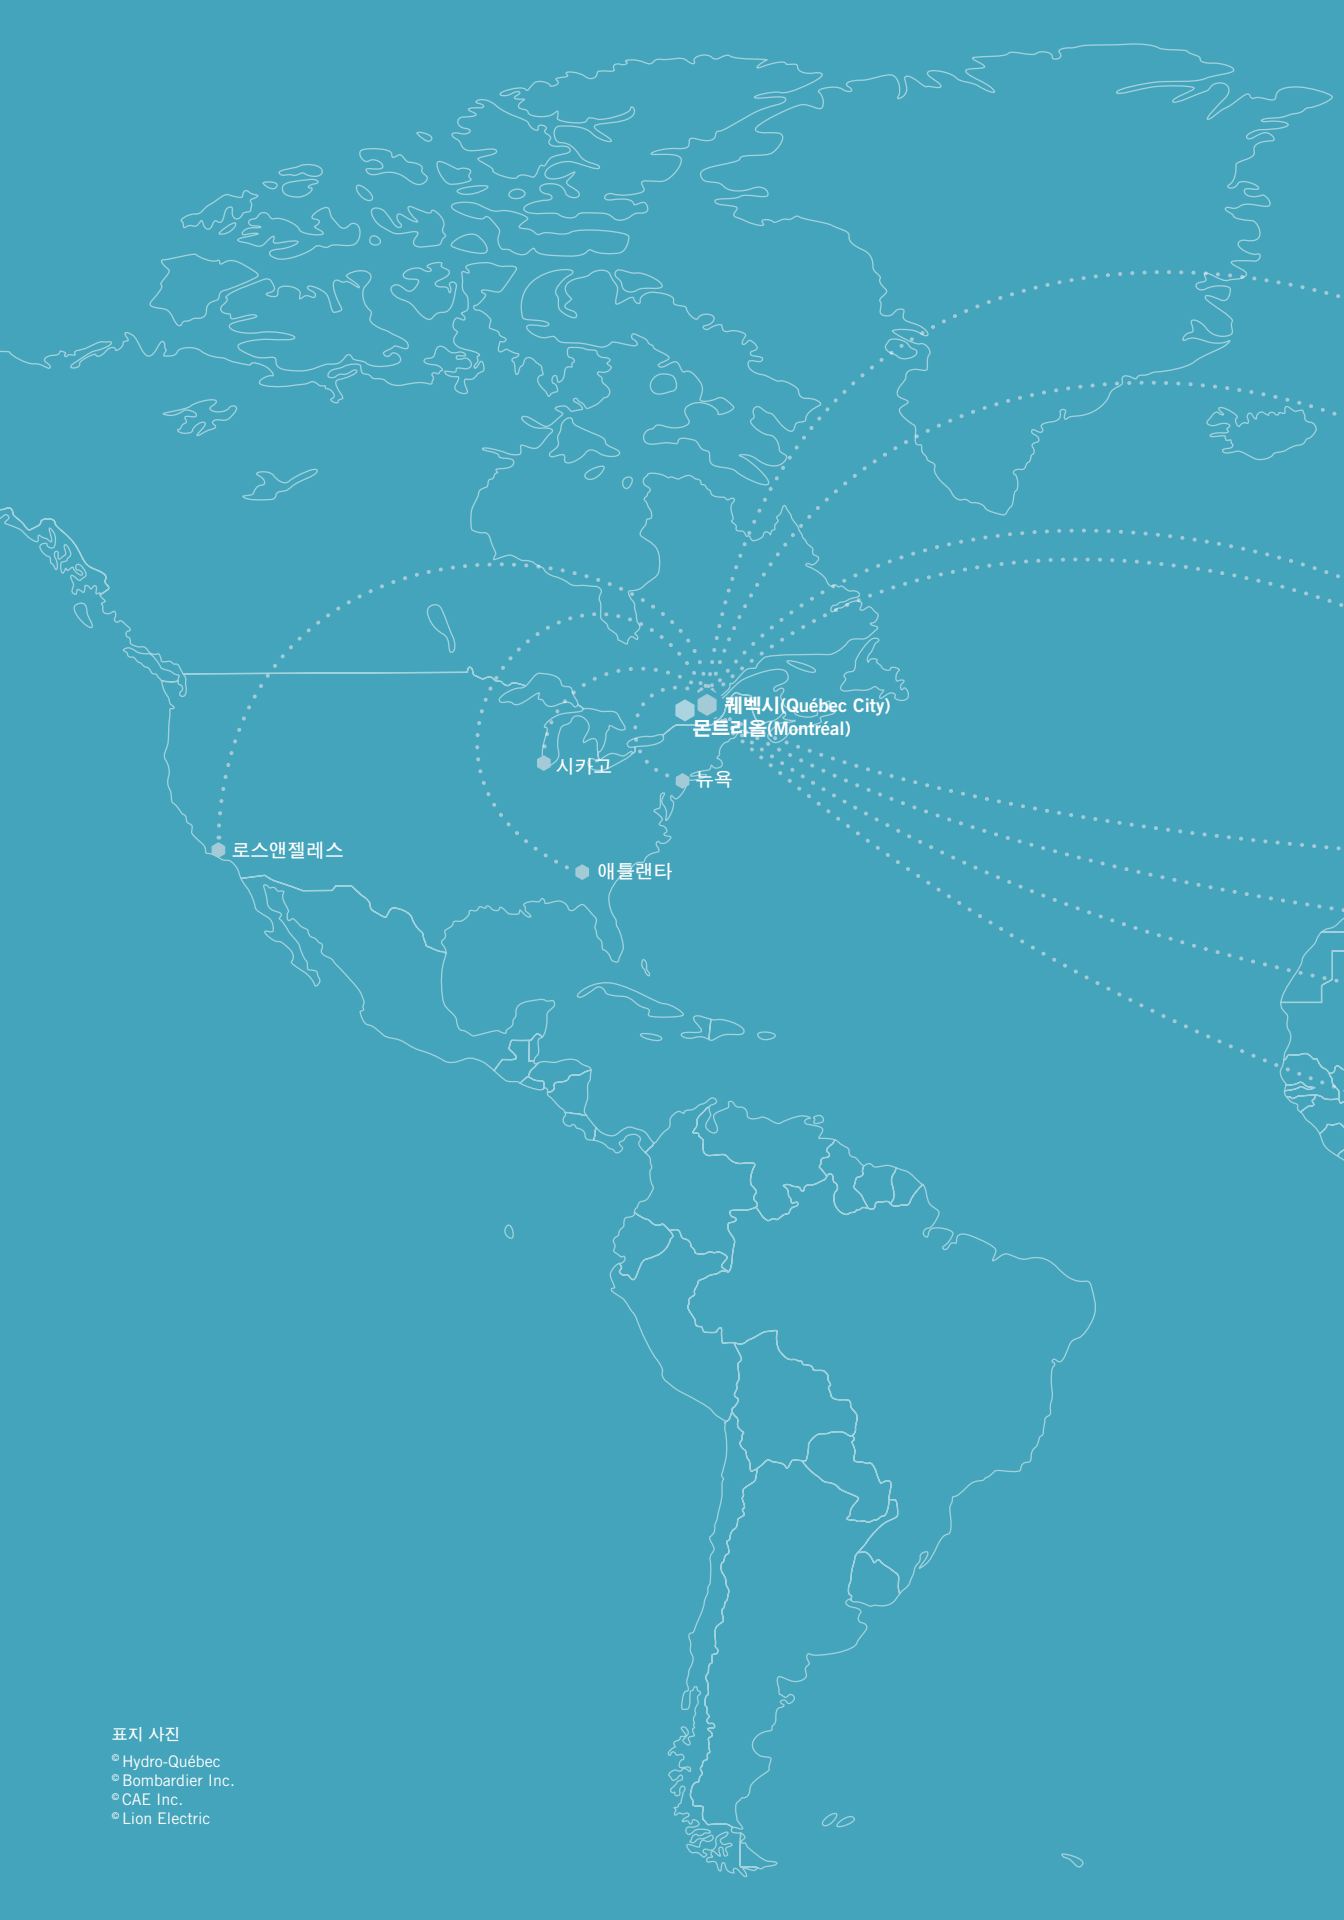 퀘벡시(Québec City)
몬트리올(Montréal)
시카고
뉴욕
로스앤젤레스
애틀랜타
표지 사진
© Hydro-Québec
© Bombardier Inc.
© CAE Inc.
© Lion Electric